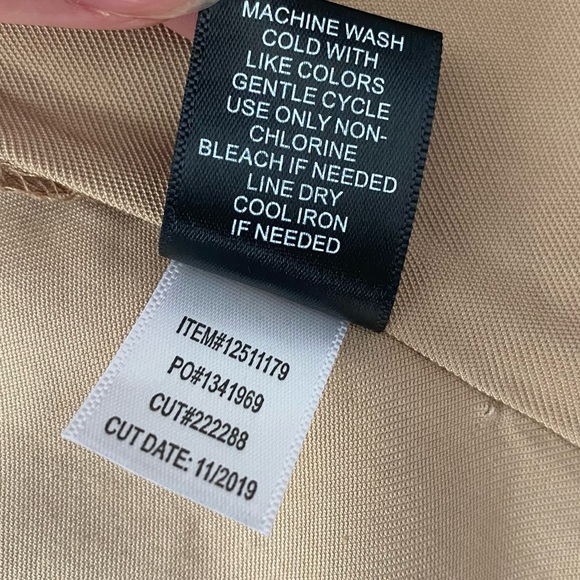 MACHINE WASH
COLD WITH
LIKE COLORS
GENTLE CYCLE
USE ONLY NON-
CHLORINE
BLEACH IF NEEDED
LINE DRY
COOL IRON
IF NEEDED
ITEM#12511179
PO#1341969
CUT#222288
CUT DATE: 11/2019